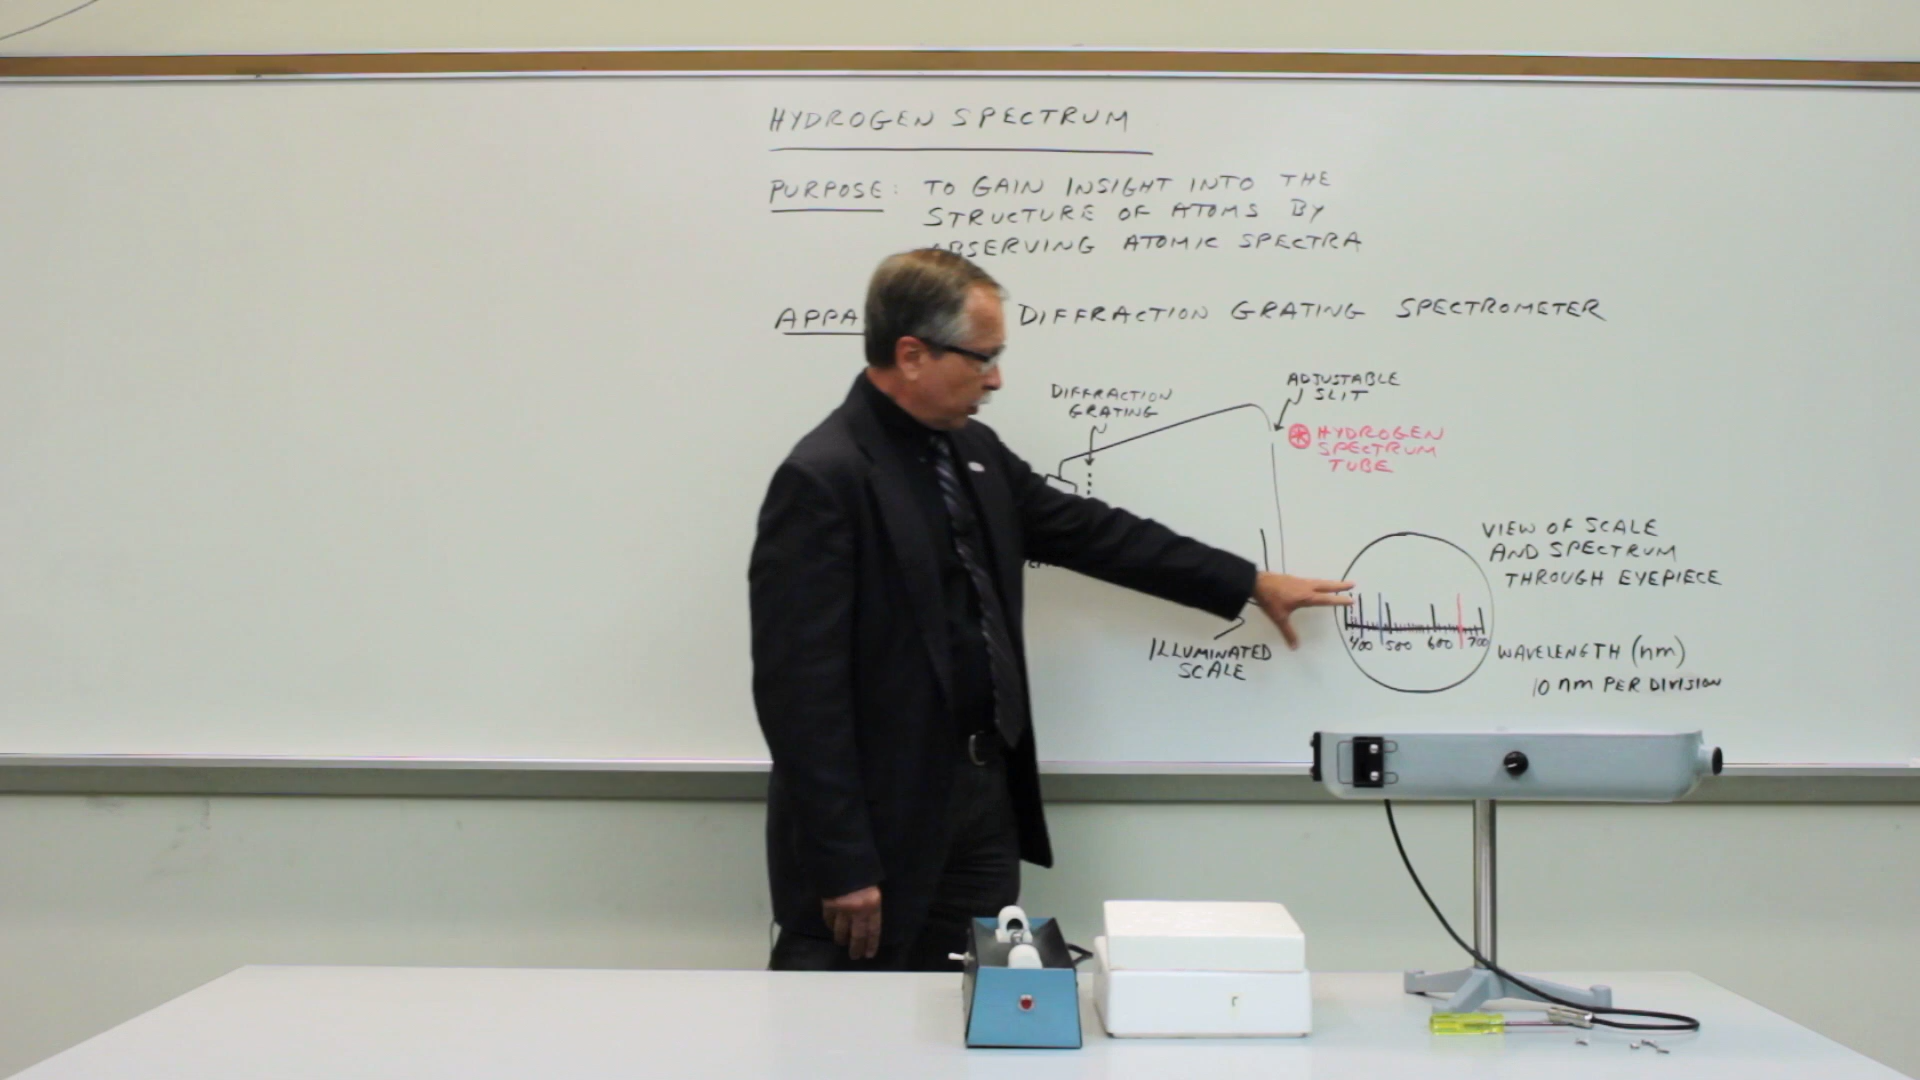 HYDROGEN SPECTRUM
PURPOSE: TO GAIN INSIGHT INTO THE
STRUCTURE OF ATOMS BY
OBSERVING ATOMIC SPECTRA
APPA DIFFRACTION GRATING SPECTROMETER
DIFFRACTION
GRATING
ADJUSTABLE
SLIT
HYDROGEN
SPECTRUM
TUBE
VIEW OF SCALE
AND SPECTRUM
THROUGH EYEPIECE
400 500 600 700
WAVELENGTH (nm)
10 nm PER DIVISION
ILLUMINATED
SCALE